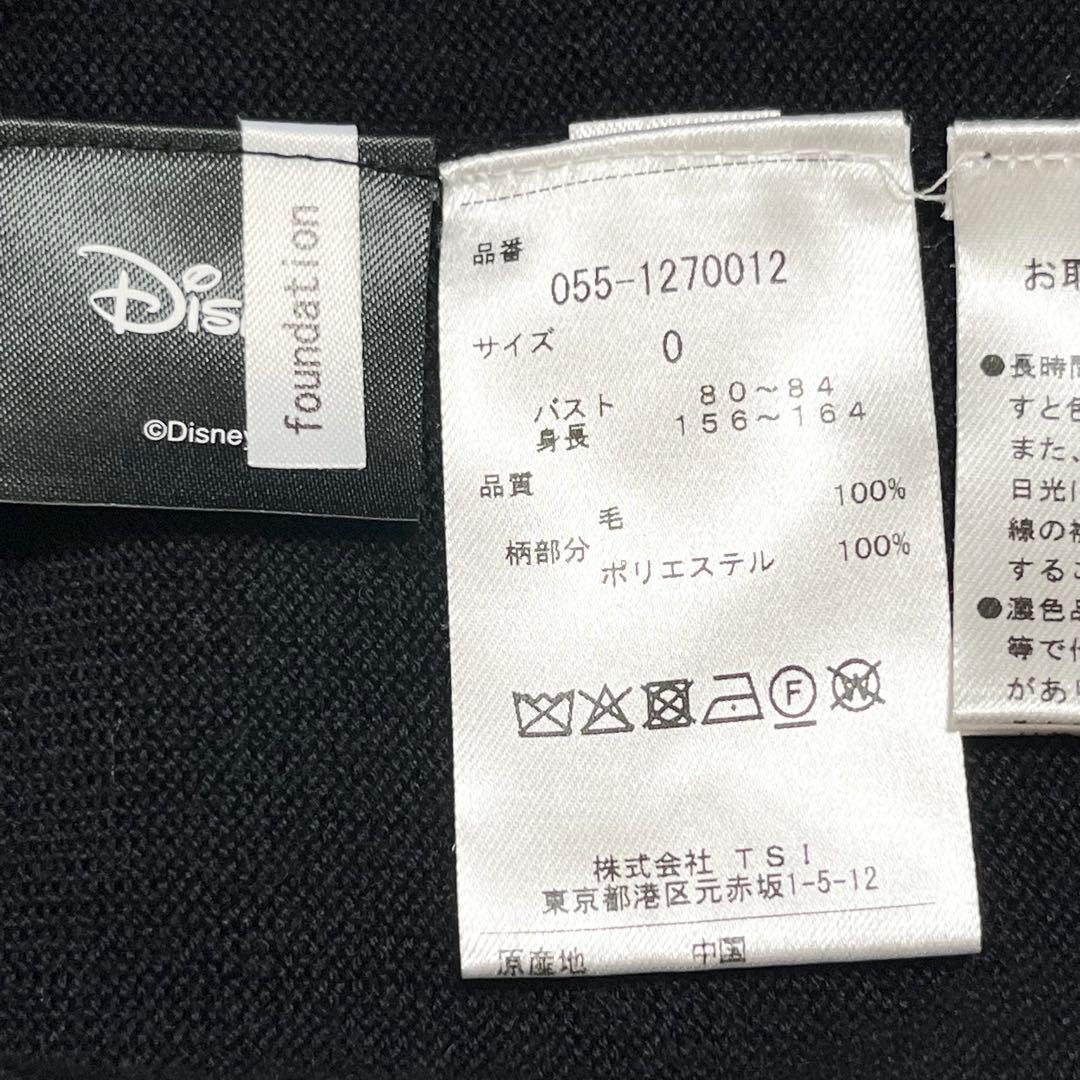 Dis
©Disney
foundation
品番
055-1270012
サイズ 0
バスト 80~84
身長 156~164
品質
毛 100%
柄部分 ポリエステル 100%
F
W
株式会社 TSI
東京都港区元赤坂1-5-12
原産地 中国
お取
●長時間
すと色
また、
日光に
線の
する
●濃色品
等で
があり